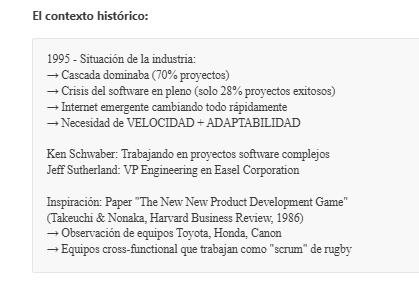 El contexto histórico:
1995 - Situación de la industria:
→ Cascada dominaba (70% proyectos)
→ Crisis del software en pleno (solo 28% proyectos exitosos)
→ Internet emergente cambiando todo rápidamente
→ Necesidad de VELOCIDAD + ADAPTABILIDAD
Ken Schwaber: Trabajando en proyectos software complejos
Jeff Sutherland: VP Engineering en Easel Corporation
Inspiración: Paper "The New New Product Development Game"
(Takeuchi & Nonaka, Harvard Business Review, 1986)
→ Observación de equipos Toyota, Honda, Canon
→ Equipos cross-functional que trabajan como "scrum" de rugby